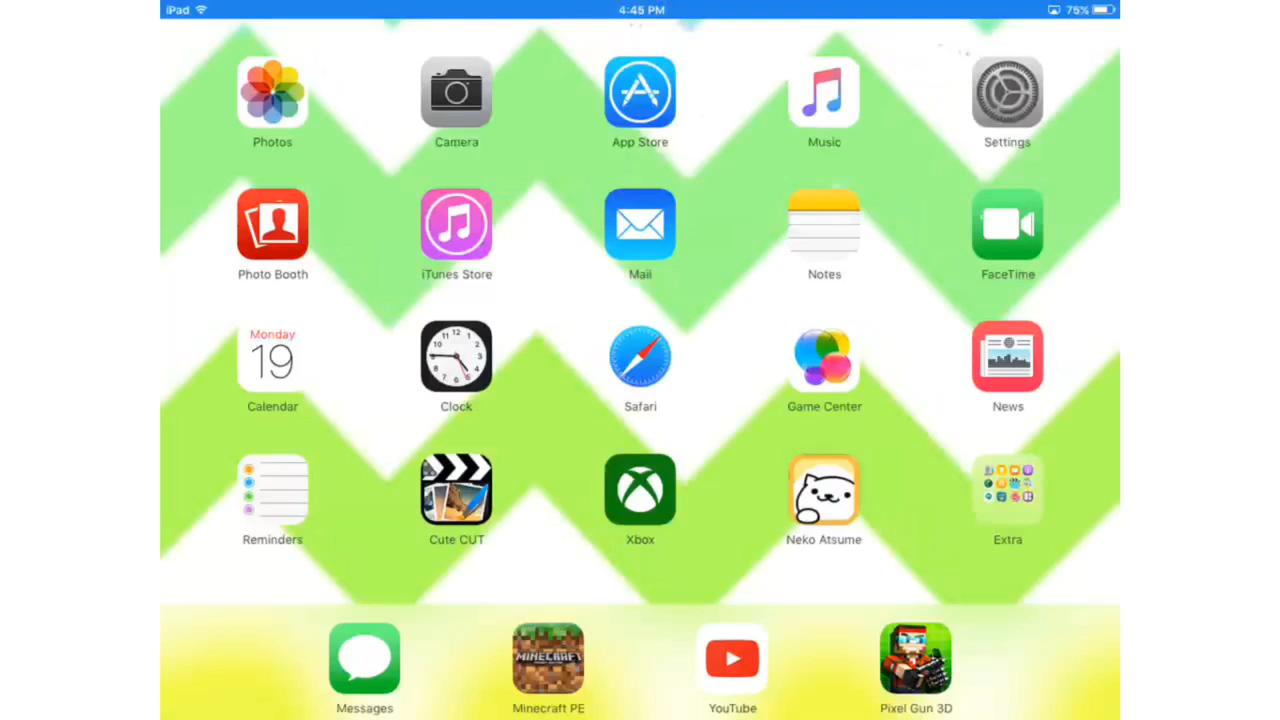 iPad 4:45 PM 75%
Photos Camera App Store Music Settings
Photo Booth iTunes Store Mail Notes FaceTime
Monday
19
Calendar Clock Safari Game Center News
Reminders Cute CUT Xbox Neko Atsume Extra
MINECRAFT
Messages Minecraft PE YouTube Pixel Gun 3D